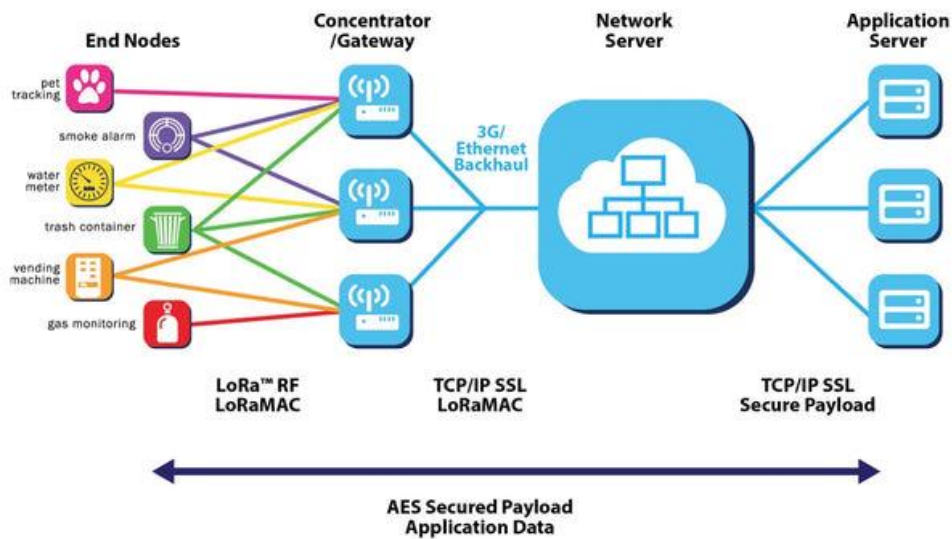 End Nodes
Concentrator
/Gateway
Network
Server
Application
Server
pet
tracking
smoke alarm
water
meter
trash container
vending
machine
gas monitoring
3G/
Ethernet
Backhaul
LoRa™ RF
LoRaMAC
TCP/IP SSL
LoRaMAC
TCP/IP SSL
Secure Payload
AES Secured Payload
Application Data